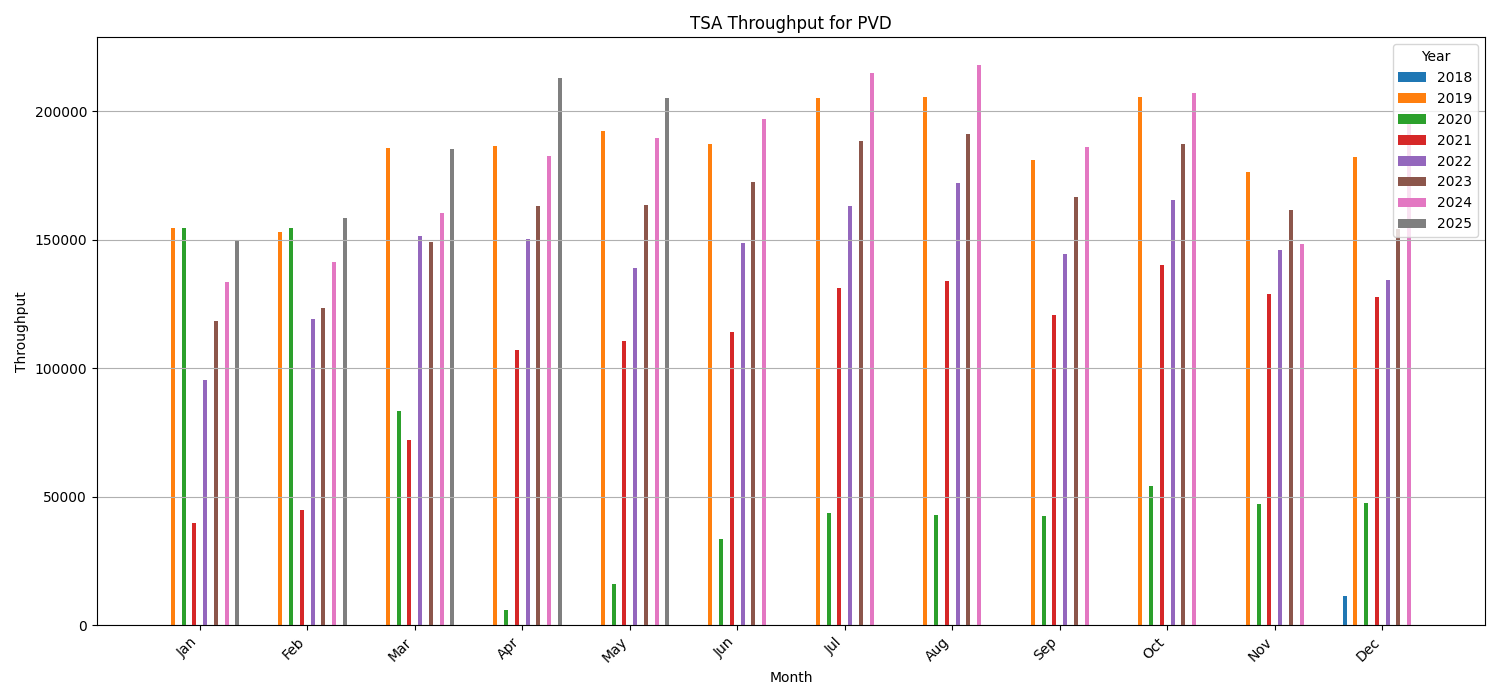 TSA Throughput for PVD
Year
2018
2019
2020
2021
2022
2023
2024
2025
Throughput
200000
150000
100000
50000
0
Jan
Feb
Mar
Apr
May
Jun
Jul
Aug
Sep
Oct
Nov
Dec
Month